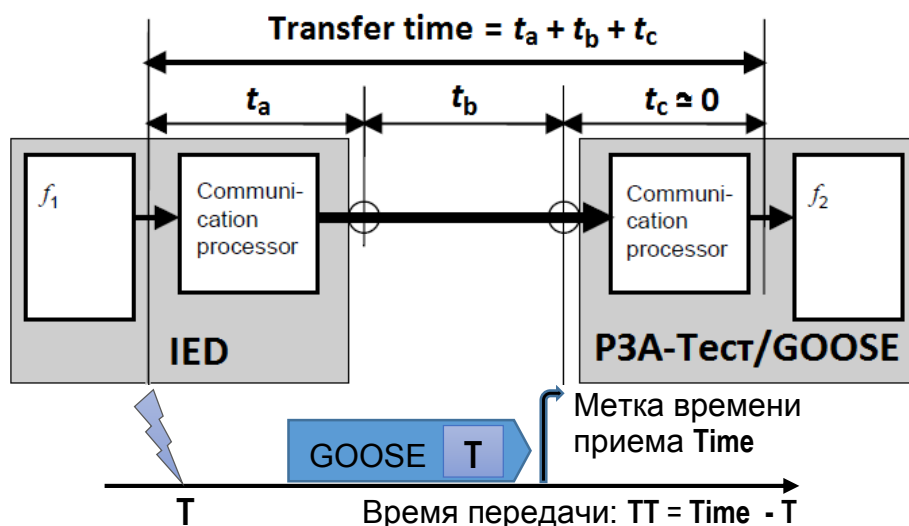 Transfer time = ta + tb + tc
ta
tb
tc ≃ 0
f1
Communi-
cation
processor
Communi-
cation
processor
f2
IED
РЗА-Тест/GOOSE
Метка времени
приема Time
GOOSE T
T
Время передачи: TT = Time - T